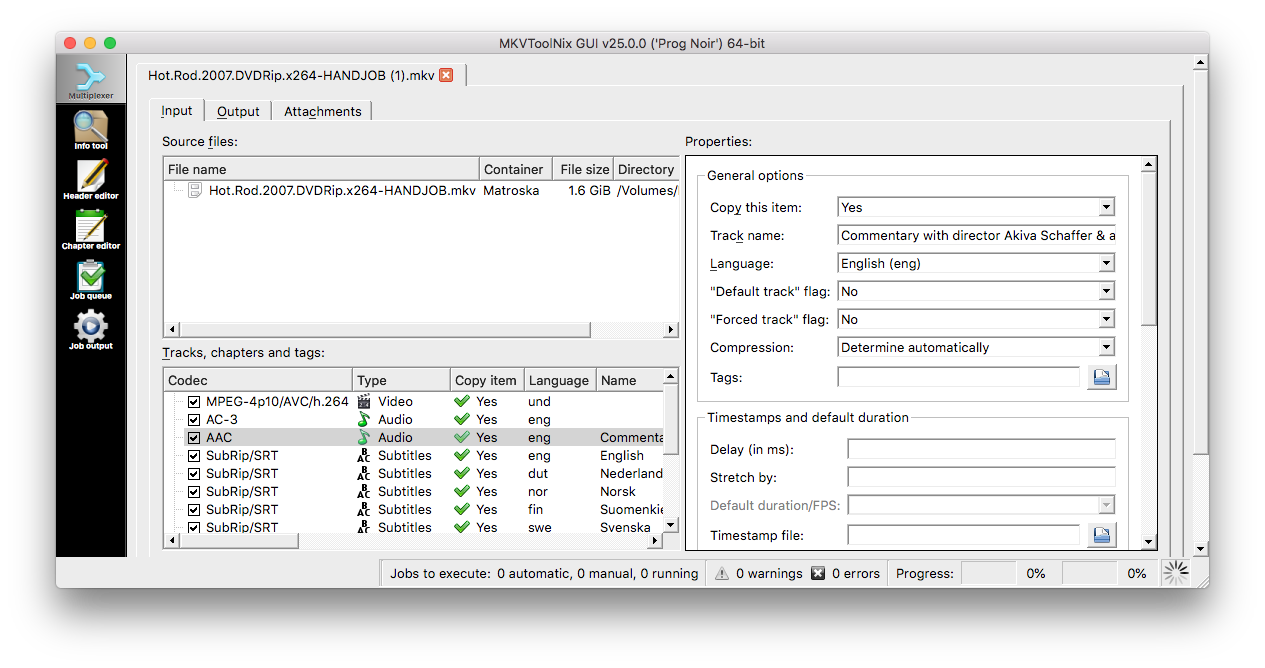 MKVToolNix GUI v25.0.0 ('Prog Noir') 64-bit
Multiplexer
Info tool
Header editor
Chapter editor
Job queue
Job output
Hot.Rod.2007.DVDRip.x264-HANDJOB (1).mkv
Input Output Attachments
Source files:
File name Container File size Directory
Hot.Rod.2007.DVDRip.x264-HANDJOB.mkv Matroska 1.6 GiB /Volumes/
Tracks, chapters and tags:
Codec Type Copy item Language Name
MPEG-4p10/AVC/h.264 Video Yes und
AC-3 Audio Yes eng
AAC Audio Yes eng Commenta
SubRip/SRT Subtitles Yes eng English
SubRip/SRT Subtitles Yes dut Nederland
SubRip/SRT Subtitles Yes nor Norsk
SubRip/SRT Subtitles Yes fin Suomenkie
SubRip/SRT Subtitles Yes swe Svenska
Properties:
General options
Copy this item: Yes
Track name: Commentary with director Akiva Schaffer & a
Language: English (eng)
"Default track" flag: No
"Forced track" flag: No
Compression: Determine automatically
Tags:
Timestamps and default duration
Delay (in ms):
Stretch by:
Default duration/FPS:
Timestamp file:
Jobs to execute: 0 automatic, 0 manual, 0 running 0 warnings 0 errors Progress: 0% 0%